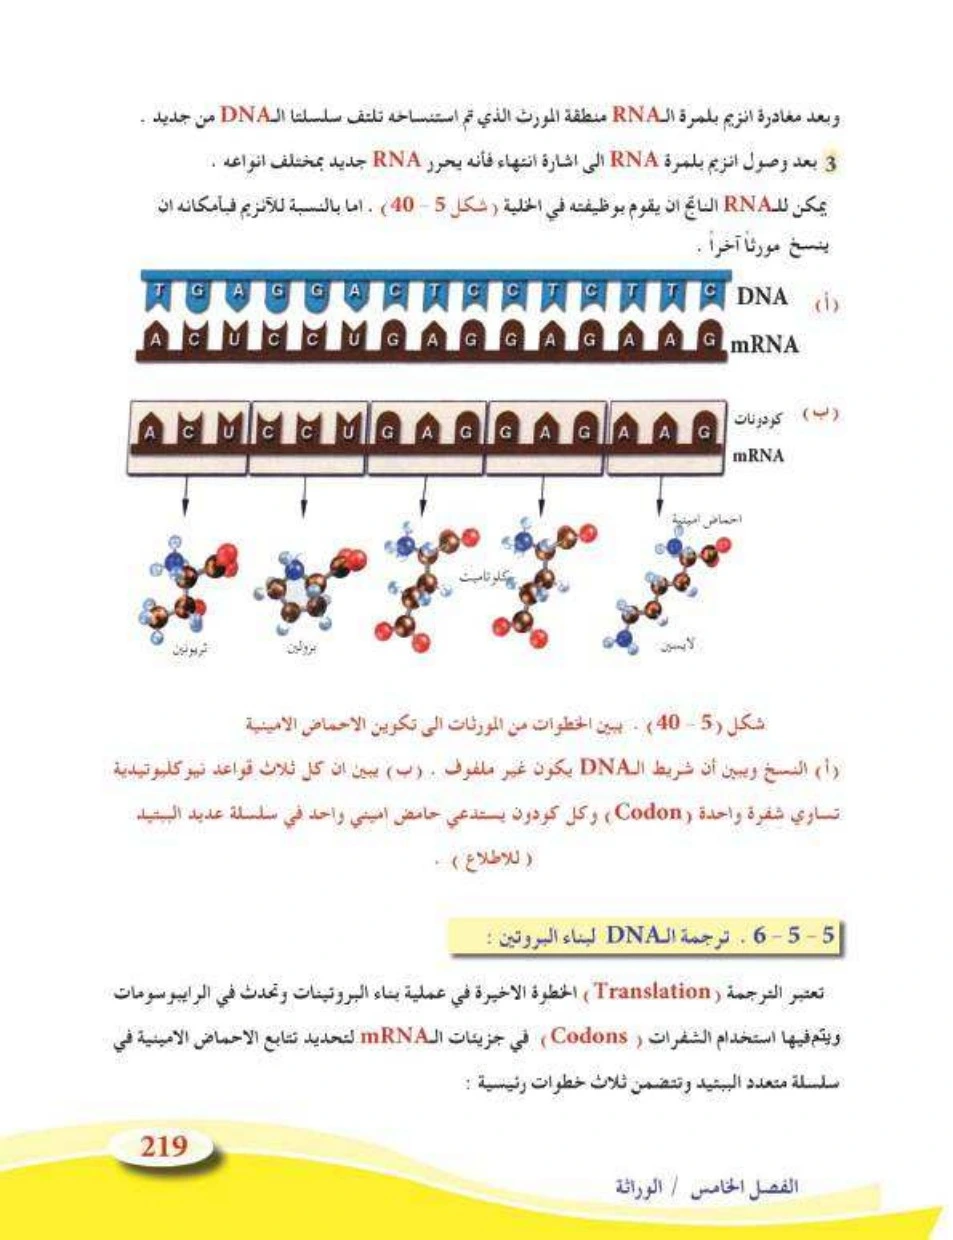 وبعد مغادرة انزيم بلمرة الـRNA منطقة المورث الذي تم استنساخه تلتف سلسلتا الـDNA من جديد .
3 بعد وصول انزيم بلمرة RNA الى اشارة انتهاء فأنه يحرر RNA جديد بمختلف انواعه .
يمكن للـRNA الناتج ان يقوم بوظيفته في الخلية ( شكل 5 - 40 ) . اما بالنسبة للآنزيم فبأمكانه ان
ينسخ مورثاً آخراً .
T G A G G A C T C C T C T T C DNA (أ)
A C U C C U G A G G A G A A G mRNA
A C U C C U G A G G A G A A G كودونات (ب)
mRNA
احماض امينية
كلوتاميت
ثريونين
برولين
لايسين
شكل ( 5 - 40 ) . يبين الخطوات من المورثات الى تكوين الاحماض الامينية
(أ) النسخ ويبين أن شريط الـDNA يكون غير ملفوف . (ب) يبين ان كل ثلاث قواعد نيوكليوتيدية
تساوي شفرة واحدة ( Codon ) وكل كودون يستدعي حامض اميني واحد في سلسلة عديد الببتيد
( للاطلاع ) .
5 - 5 - 6 . ترجمة الـDNA لبناء البروتين :
تعتبر الترجمة ( Translation ) الخطوة الاخيرة في عملية بناء البروتينات وتحدث في الرايبوسومات
ويتم فيها استخدام الشفرات ( Codons ) في جزيئات الـmRNA لتحديد تتابع الاحماض الامينية في
سلسلة متعدد الببتيد وتتضمن ثلاث خطوات رئيسية :
219
الفصل الخامس / الوراثة